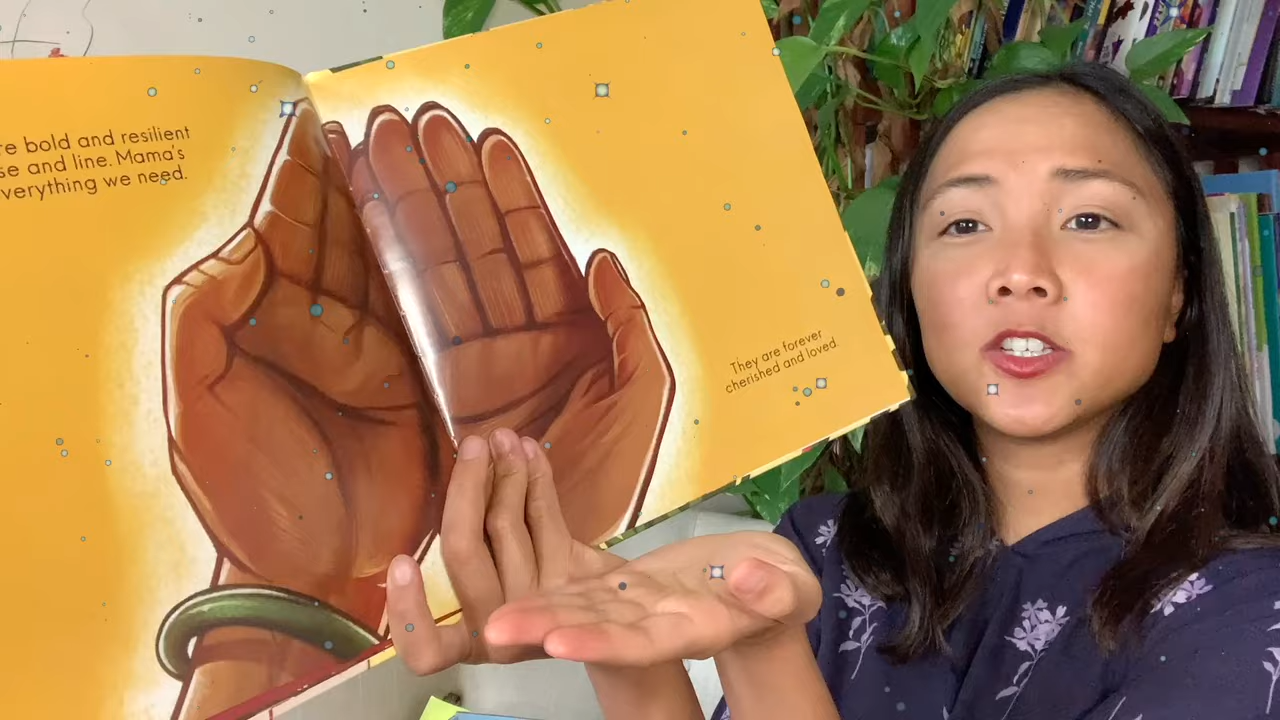 re bold and resilient
se and line. Mama's
verything we need.
They are forever
cherished and loved.